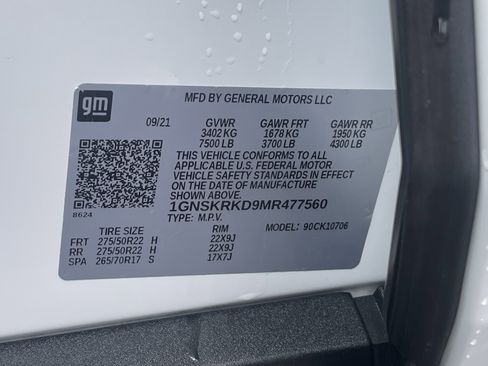 gm
MFD BY GENERAL MOTORS LLC
09/21 GVWR GAWR FRT GAWR RR
3402 KG 1678 KG 1950 KG
7500 LB 3700 LB 4300 LB
THIS VEHICLE CONFORMS TO ALL
APPLICABLE U.S. FEDERAL MOTOR
VEHICLE SAFETY STANDARDS IN EFFECT
ON THE DATE OF MANUFACTURE
SHOWN ABOVE.
8624
1GNSKRKD9MR477560
TYPE: M.P.V. 90CK10706
TIRE SIZE RIM
FRT 275/50R22 H 22X9J
RR 275/50R22 H 22X9J
SPA 265/70R17 S 17X7J